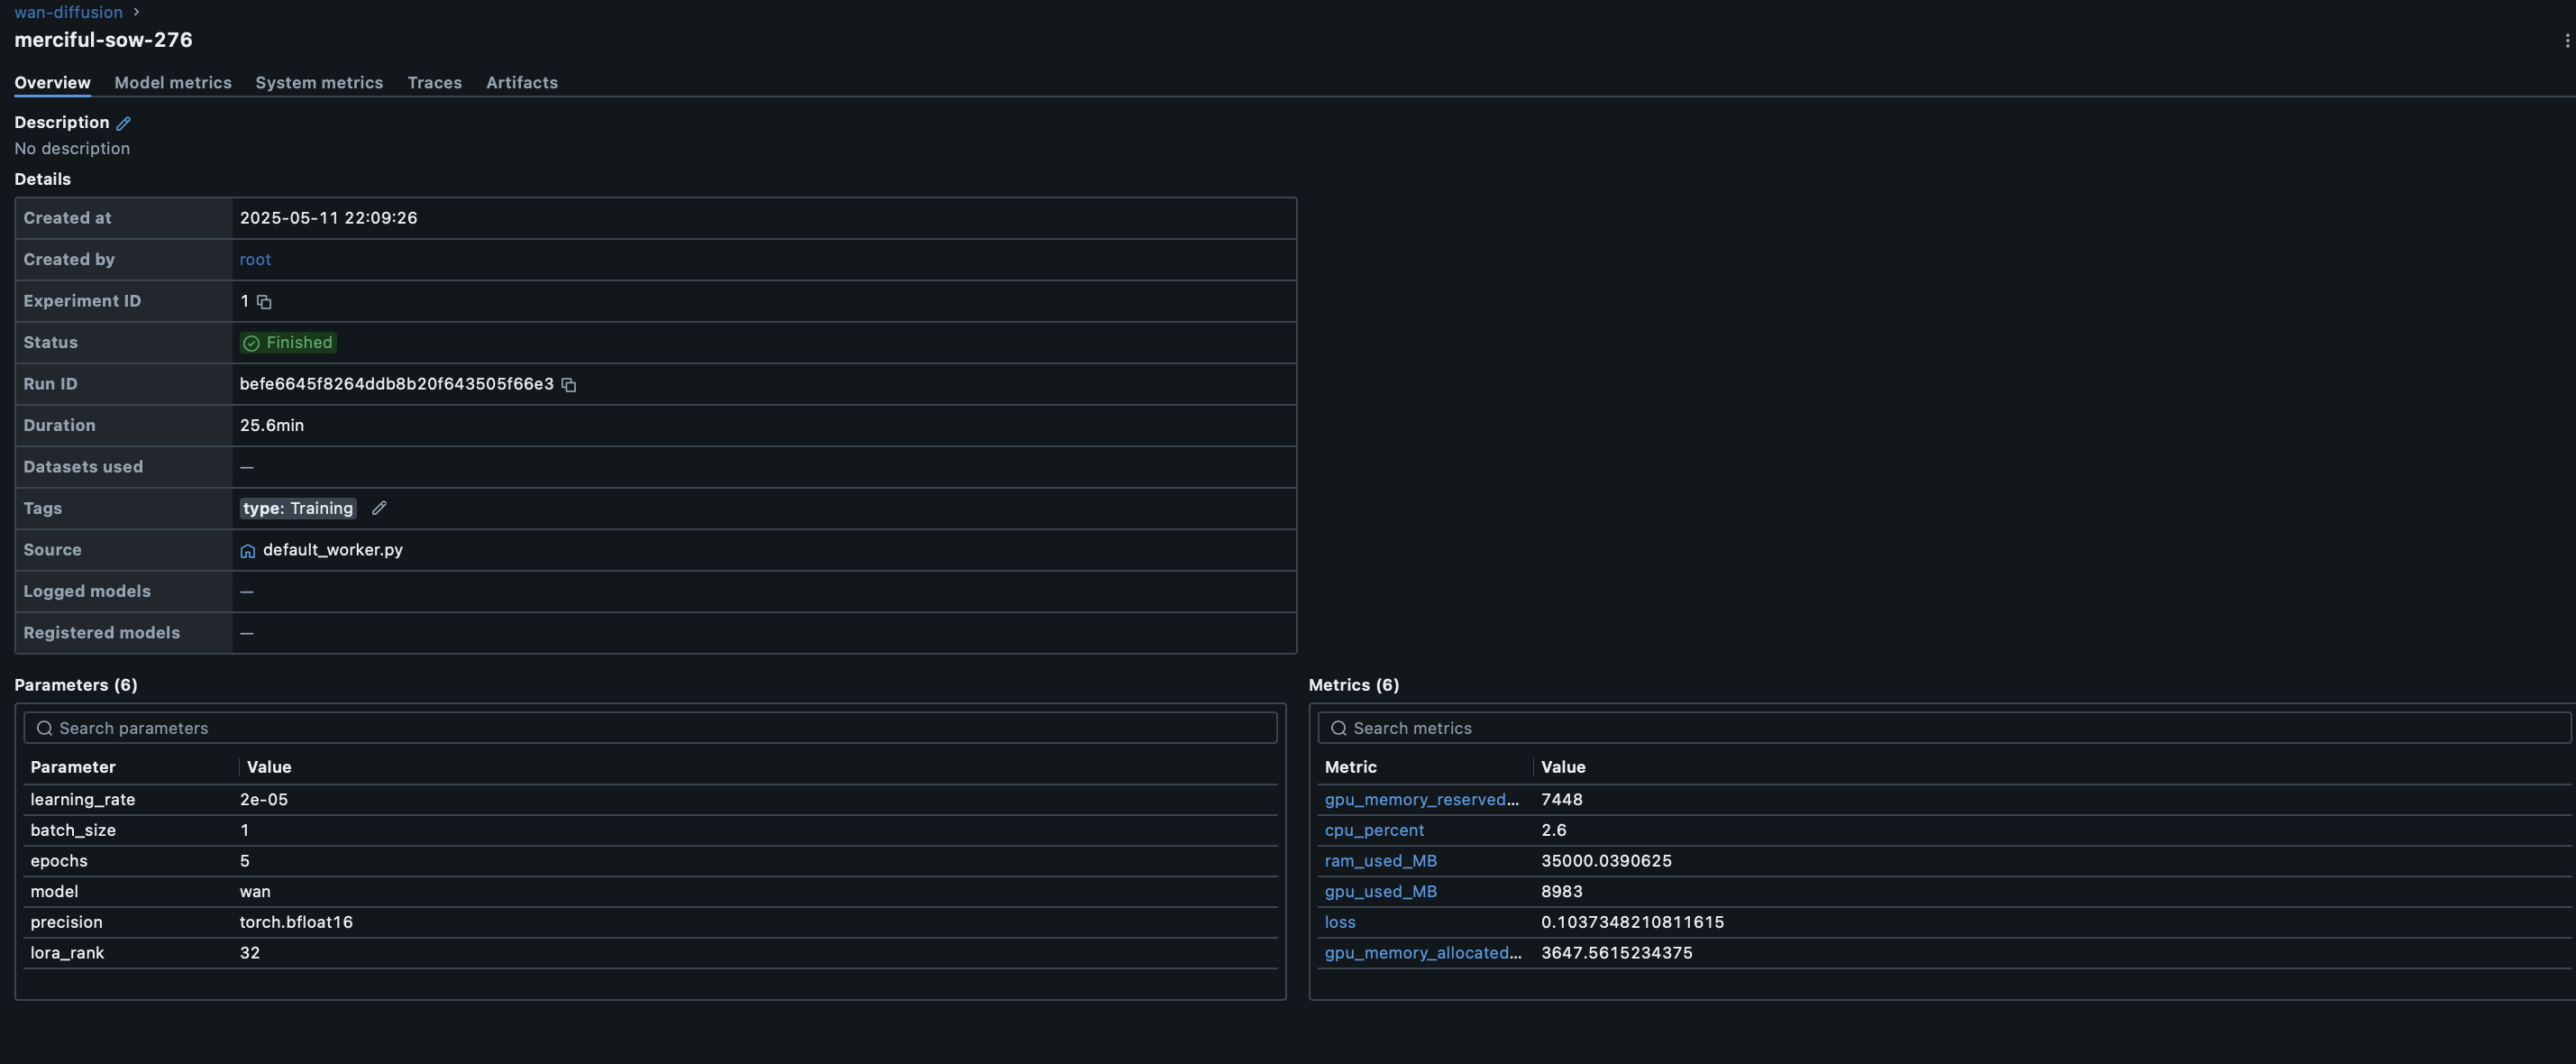 wan-diffusion >
merciful-sow-276
Overview Model metrics System metrics Traces Artifacts
Description
No description
Details
Created at 2025-05-11 22:09:26
Created by root
Experiment ID 1
Status Finished
Run ID befe6645f8264ddb8b20f643505f66e3
Duration 25.6min
Datasets used —
Tags type: Training
Source default_worker.py
Logged models —
Registered models —
Parameters (6)
Search parameters
Parameter Value
learning_rate 2e-05
batch_size 1
epochs 5
model wan
precision torch.bfloat16
lora_rank 32
Metrics (6)
Search metrics
Metric Value
gpu_memory_reserved... 7448
cpu_percent 2.6
ram_used_MB 35000.0390625
gpu_used_MB 8983
loss 0.1037348210811615
gpu_memory_allocated... 3647.5615234375